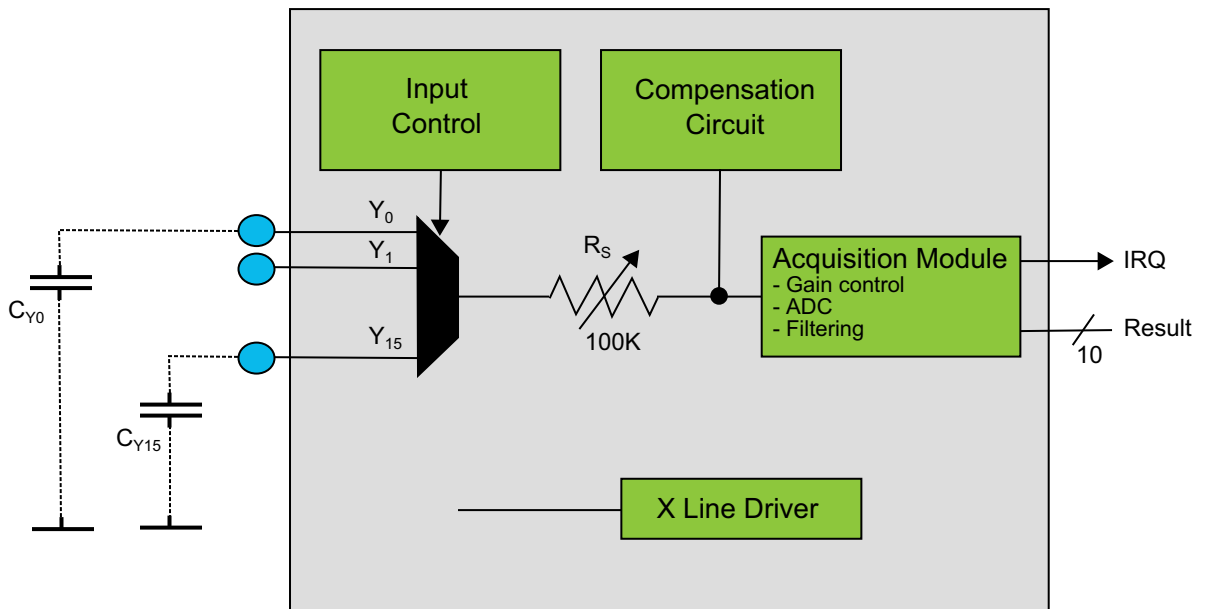 Input
Control
Compensation
Circuit
Y0
Y1
Y15
RS
100K
Acquisition Module
- Gain control
- ADC
- Filtering
IRQ
Result
10
CY0
CY15
X Line Driver